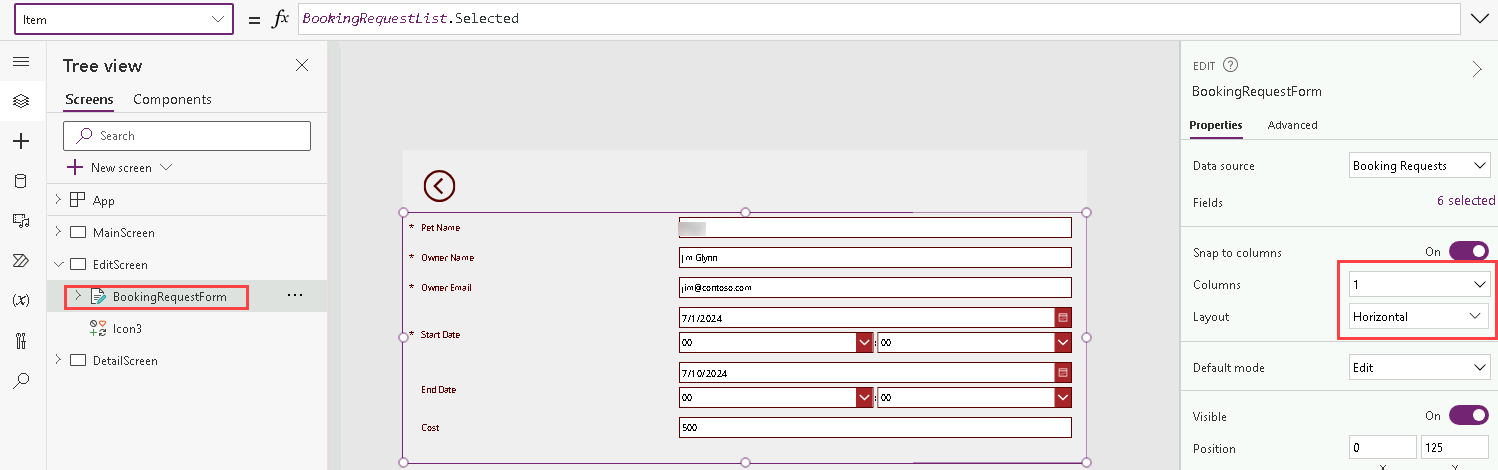 Item = fx BookingRequestList.Selected
Tree view
Screens Components
Search
New screen
App
MainScreen
EditScreen
BookingRequestForm ...
Icon3
DetailScreen
* Pet Name
* Owner Name Jim Glynn
* Owner Email jim@contoso.com
7/1/2024
* Start Date
00 : 00
7/10/2024
End Date
00 : 00
Cost 500
EDIT ?
BookingRequestForm
Properties Advanced
Data source Booking Requests
Fields 6 selected
Snap to columns On
Columns 1
Layout Horizontal
Default mode Edit
Visible On
Position 0 125
X Y